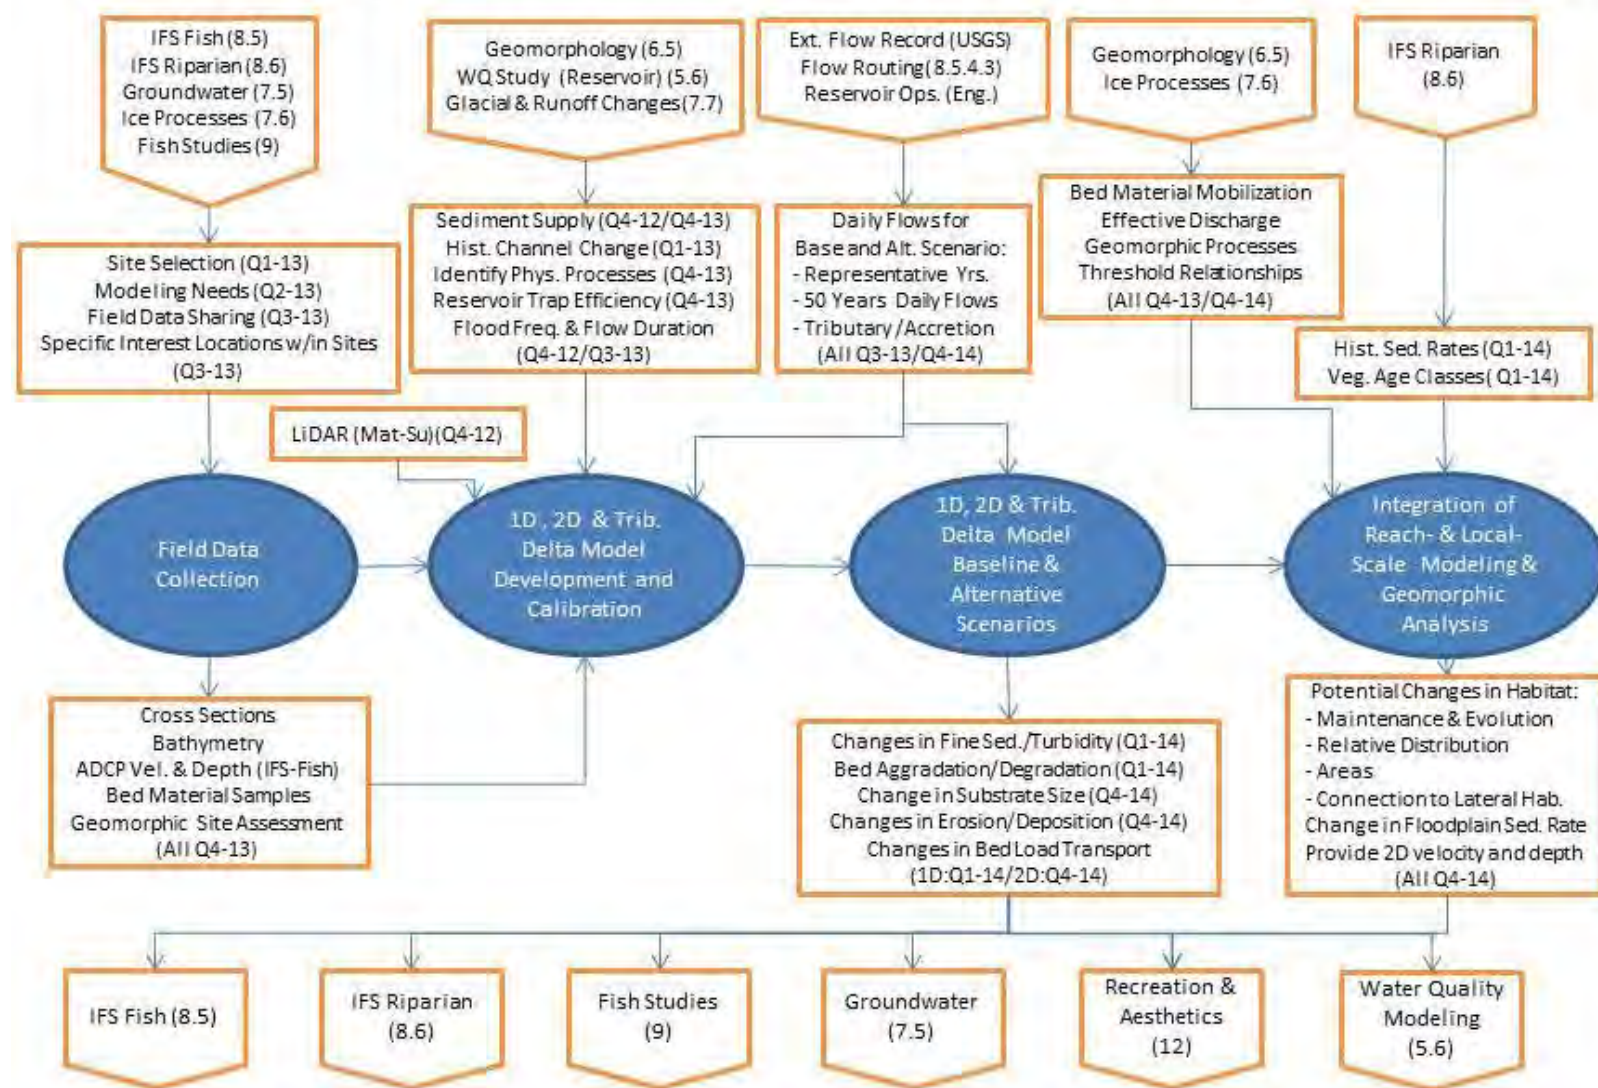 IFS Fish (8.5)
IFS Riparian (8.6)
Groundwater (7.5)
Ice Processes (7.6)
Fish Studies (9)
Geomorphology (6.5)
WQ Study (Reservoir) (5.6)
Glacial & Runoff Changes (7.7)
Ext. Flow Record (USGS)
Flow Routing (8.5.4.3)
Reservoir Ops. (Eng.)
Geomorphology (6.5)
Ice Processes (7.6)
IFS Riparian
(8.6)
Site Selection (Q1-13)
Modeling Needs (Q2-13)
Field Data Sharing (Q3-13)
Specific Interest Locations w/in Sites
(Q3-13)
Sediment Supply (Q4-12/Q4-13)
Hist. Channel Change (Q1-13)
Identify Phys. Processes (Q4-13)
Reservoir Trap Efficiency (Q4-13)
Flood Freq. & Flow Duration
(Q4-12/Q3-13)
Daily Flows for
Base and Alt. Scenario:
- Representative Yrs.
- 50 Years Daily Flows
- Tributary /Accretion
(All Q3-13/Q4-14)
Bed Material Mobilization
Effective Discharge
Geomorphic Processes
Threshold Relationships
(All Q4-13/Q4-14)
Hist. Sed. Rates (Q1-14)
Veg. Age Classes( Q1-14)
LiDAR (Mat-Su)(Q4-12)
Field Data
Collection
1D , 2D & Trib.
Delta Model
Development and
Calibration
1D, 2D & Trib.
Delta Model
Baseline &
Alternative
Scenarios
Integration of
Reach- & Local-
Scale Modeling &
Geomorphic
Analysis
Cross Sections
Bathymetry
ADCP Vel. & Depth (IFS-Fish)
Bed Material Samples
Geomorphic Site Assessment
(All Q4-13)
Changes in Fine Sed./Turbidity (Q1-14)
Bed Aggradation/Degradation (Q1-14)
Change in Substrate Size (Q4-14)
Changes in Erosion/Deposition (Q4-14)
Changes in Bed Load Transport
(1D:Q1-14/2D:Q4-14)
Potential Changes in Habitat:
- Maintenance & Evolution
- Relative Distribution
- Areas
- Connection to Lateral Hab.
Change in Floodplain Sed. Rate
Provide 2D velocity and depth
(All Q4-14)
IFS Fish (8.5)
IFS Riparian
(8.6)
Fish Studies
(9)
Groundwater
(7.5)
Recreation &
Aesthetics
(12)
Water Quality
Modeling
(5.6)